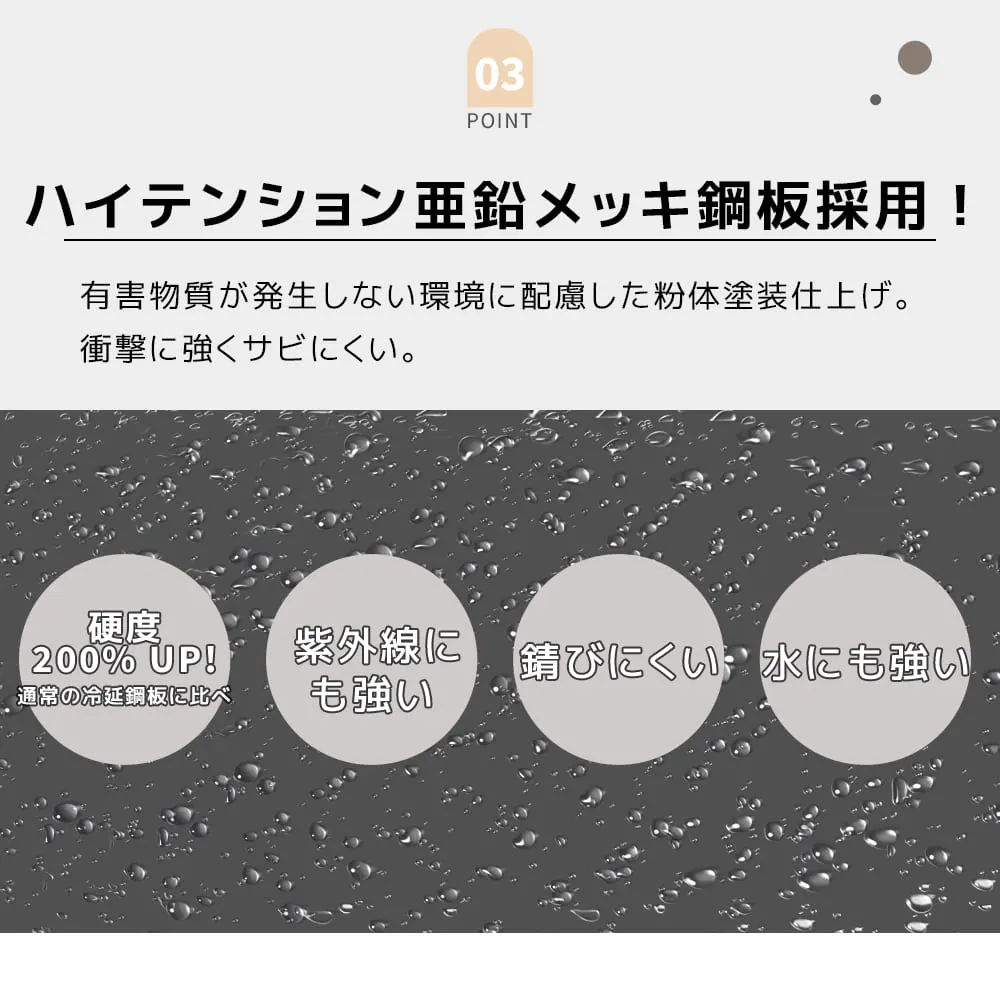 03
POINT
ハイテンション亜鉛メッキ鋼板採用！
有害物質が発生しない環境に配慮した粉体塗装仕上げ。
衝撃に強くサビにくい。
硬度
200% UP!
通常の冷延鋼板に比べ
紫外線に
も強い
錆びにくい
水にも強い